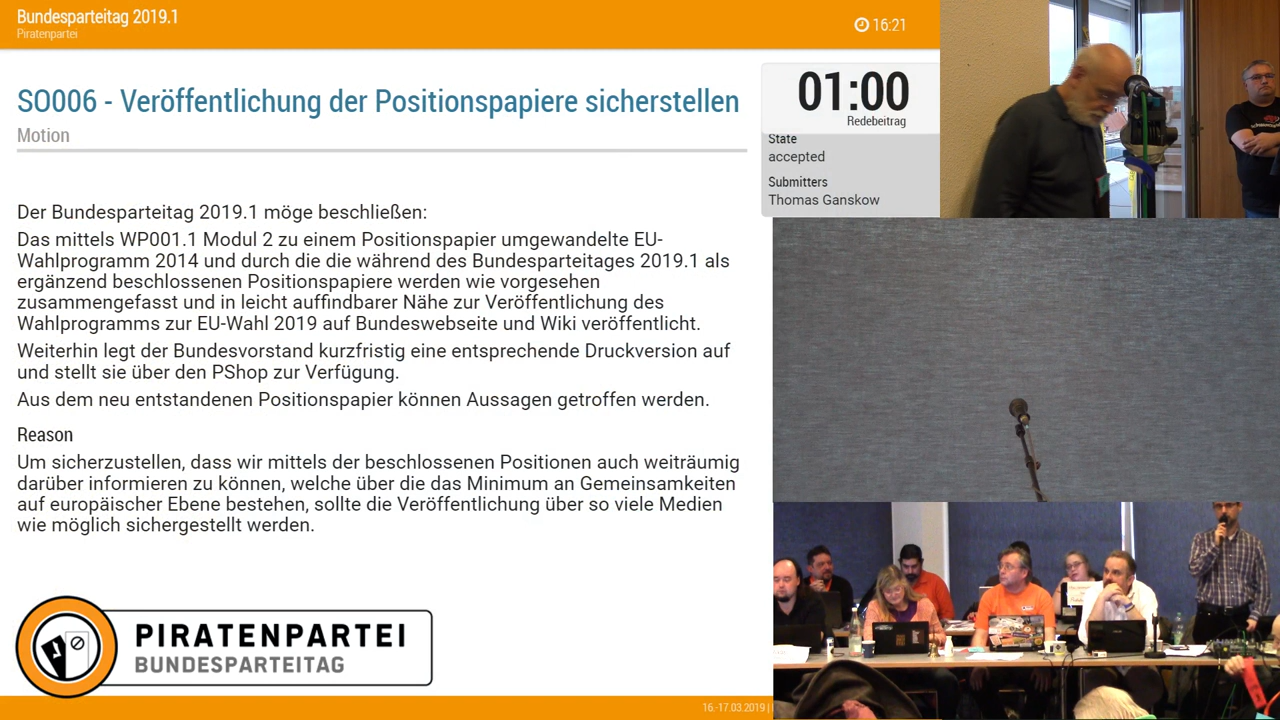 Bundesparteitag 2019.1
Piratenpartei
16:21
SO006 - Veröffentlichung der Positionspapiere sicherstellen
Motion
01:00
Redebeitrag
State
accepted
Submitters
Thomas Ganskow
Der Bundesparteitag 2019.1 möge beschließen:
Das mittels WP001.1 Modul 2 zu einem Positionspapier umgewandelte EU-
Wahlprogramm 2014 und durch die die während des Bundesparteitages 2019.1 als
ergänzend beschlossenen Positionspapiere werden wie vorgesehen
zusammengefasst und in leicht auffindbarer Nähe zur Veröffentlichung des
Wahlprogramms zur EU-Wahl 2019 auf Bundeswebseite und Wiki veröffentlicht.
Weiterhin legt der Bundesvorstand kurzfristig eine entsprechende Druckversion auf
und stellt sie über den PShop zur Verfügung.
Aus dem neu entstandenen Positionspapier können Aussagen getroffen werden.
Reason
Um sicherzustellen, dass wir mittels der beschlossenen Positionen auch weiträumig
darüber informieren zu können, welche über die das Minimum an Gemeinsamkeiten
auf europäischer Ebene bestehen, sollte die Veröffentlichung über so viele Medien
wie möglich sichergestellt werden.
PIRATENPARTEI
BUNDESPARTEITAG
16.-17.03.2019 |